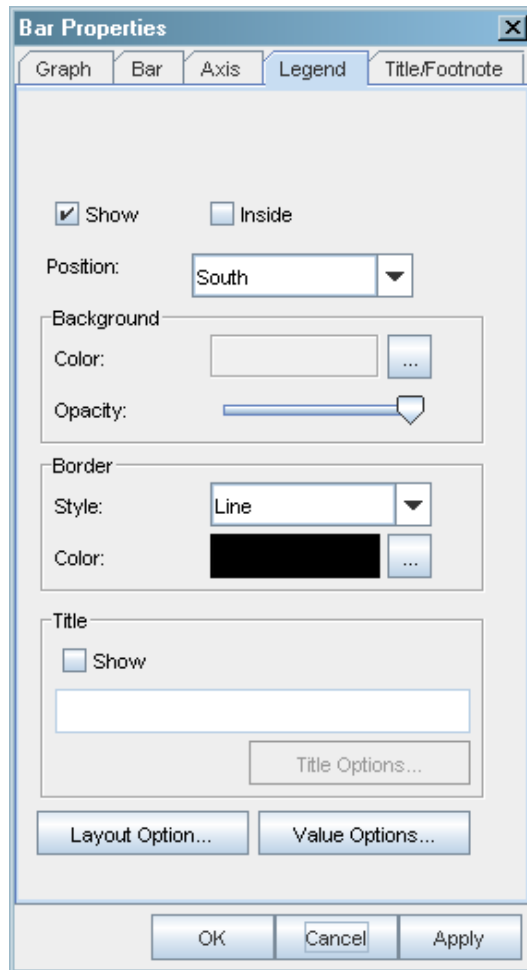 Bar Properties
Graph Bar Axis Legend Title/Footnote
Show Inside
Position: South
Background
Color: ...
Opacity:
Border
Style: Line
Color: ...
Title
Show
Title Options...
Layout Option... Value Options...
OK Cancel Apply